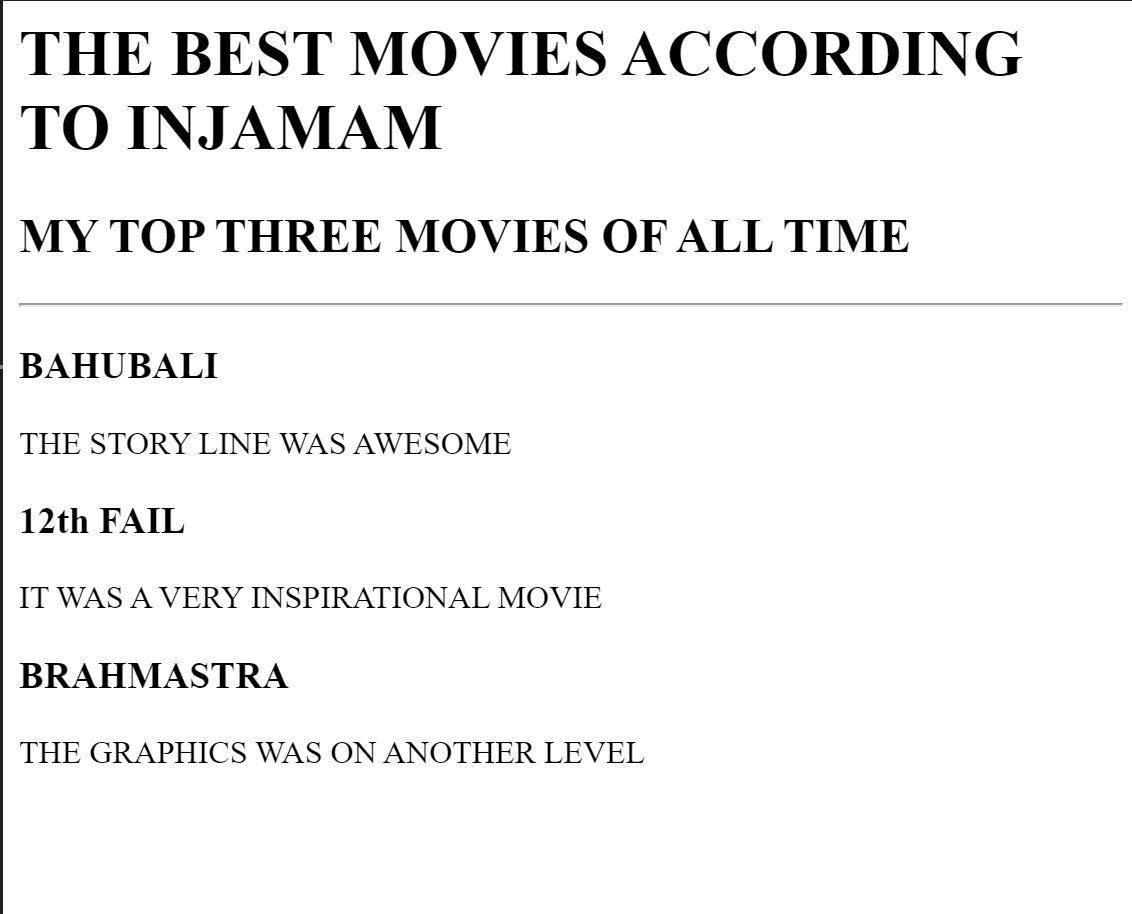 THE BEST MOVIES ACCORDING
TO INJAMAM
MY TOP THREE MOVIES OF ALL TIME
BAHUBALI
THE STORY LINE WAS AWESOME
12th FAIL
IT WAS A VERY INSPIRATIONAL MOVIE
BRAHMASTRA
THE GRAPHICS WAS ON ANOTHER LEVEL